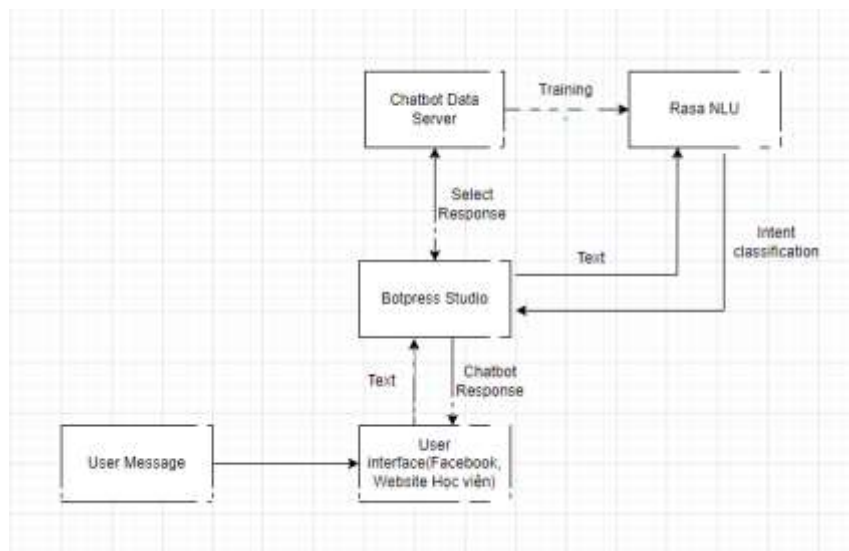 Chatbot Data
Server
Training
Rasa NLU
Select
Response
Intent
classification
Text
Botpress Studio
Text
Chatbot
Response
User Message
User
interface(Facebook,
Website Học viện)